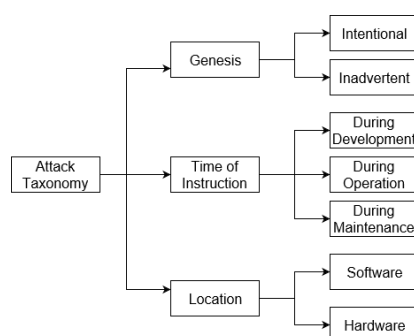 Attack
Taxonomy
Genesis
Intentional
Inadvertent
Time of
Instruction
During
Development
During
Operation
During
Maintenance
Location
Software
Hardware